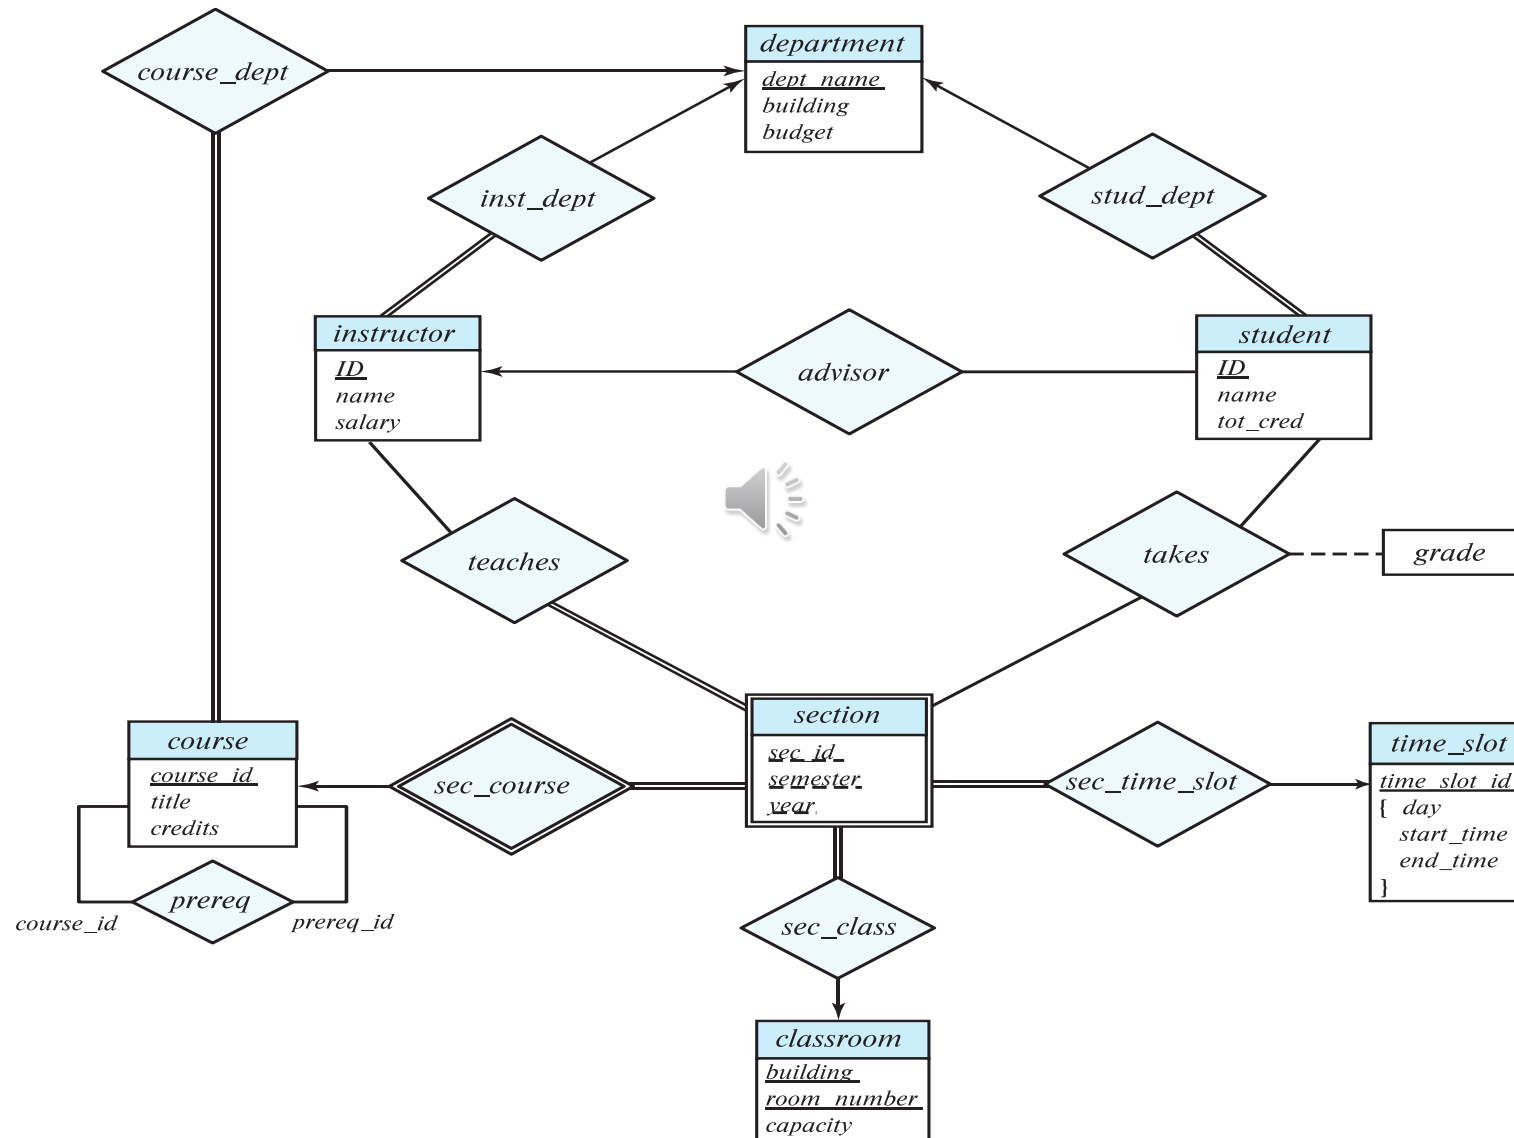 department
dept_name
building
budget
course_dept
inst_dept
stud_dept
instructor
ID
name
salary
advisor
student
ID
name
tot_cred
teaches
takes
grade
section
sec_id
semester
year
course
course_id
title
credits
sec_course
sec_time_slot
time_slot
time_slot_id
{ day
start_time
end_time
}
prereq
course_id
prereq_id
sec_class
classroom
building
room_number
capacity